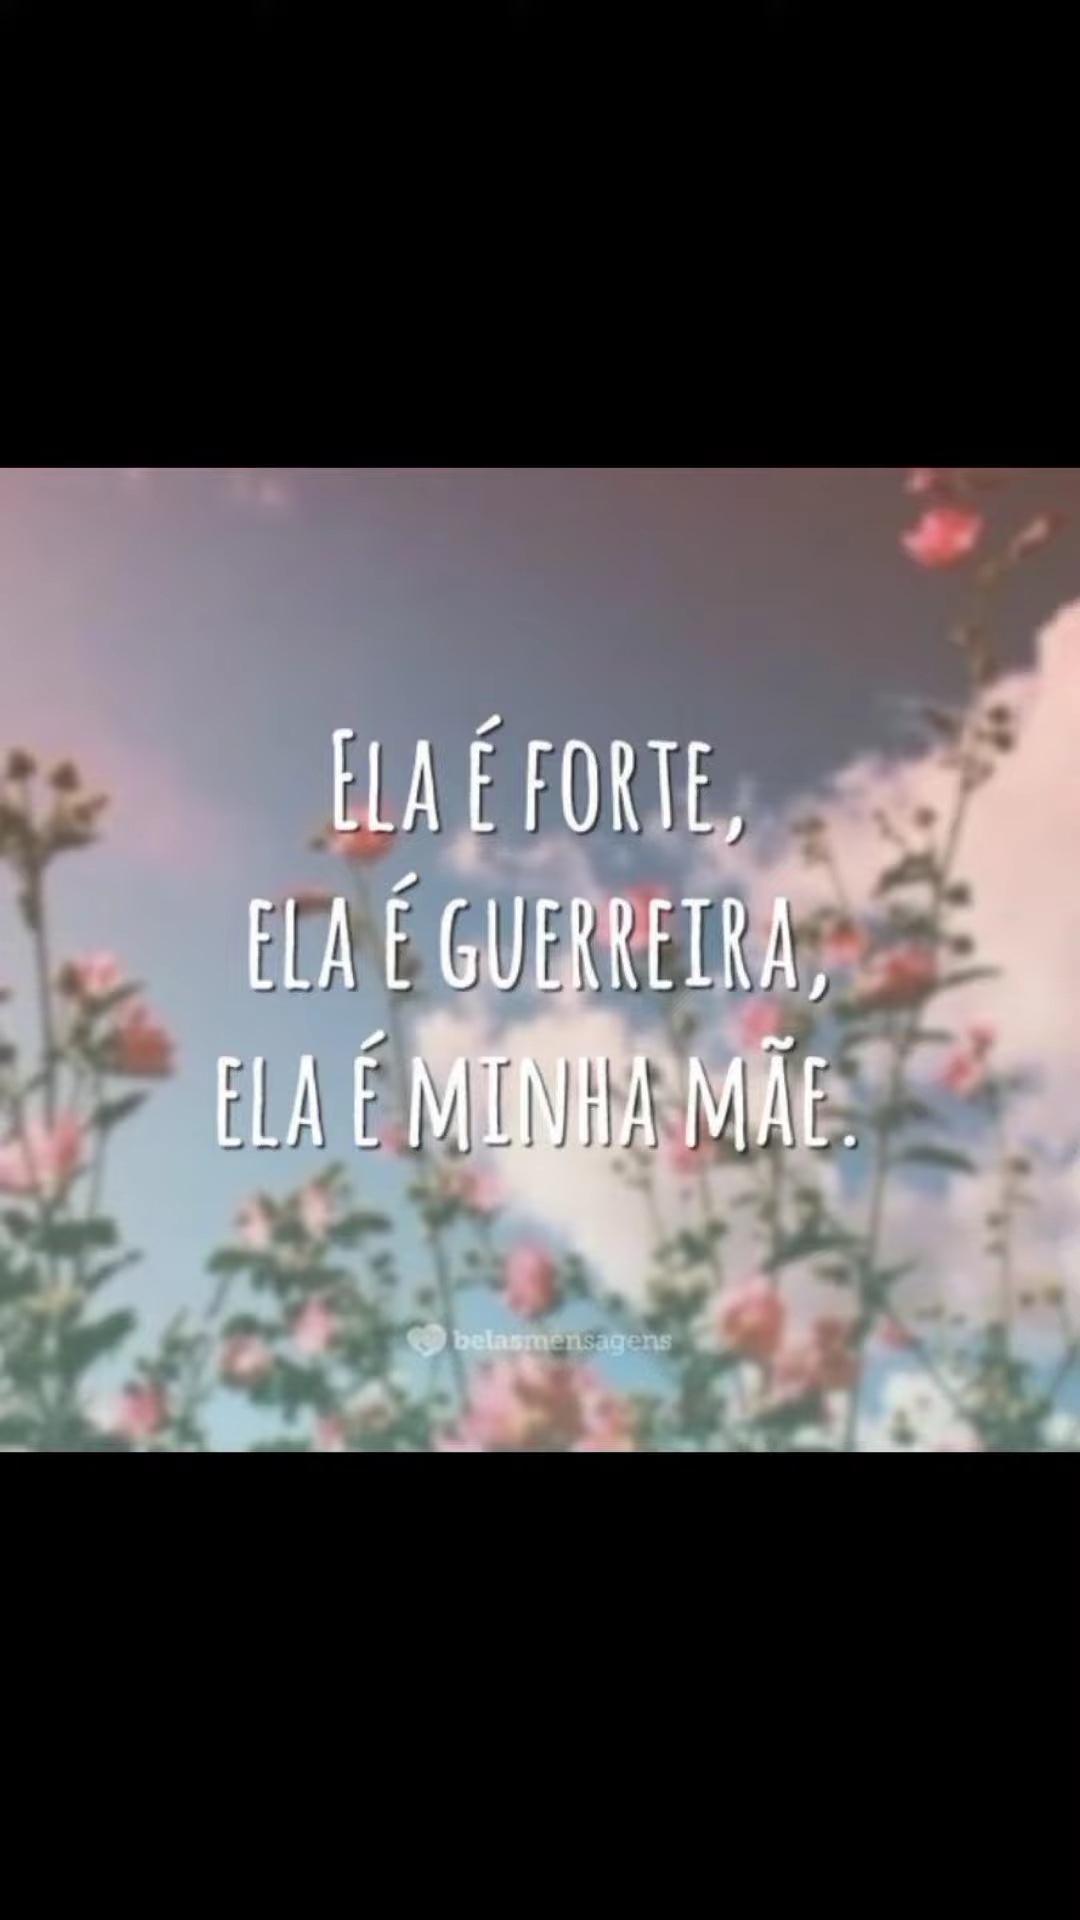 Ela é forte,
ela é guerreira,
ela é minha mãe.
belasmensagens